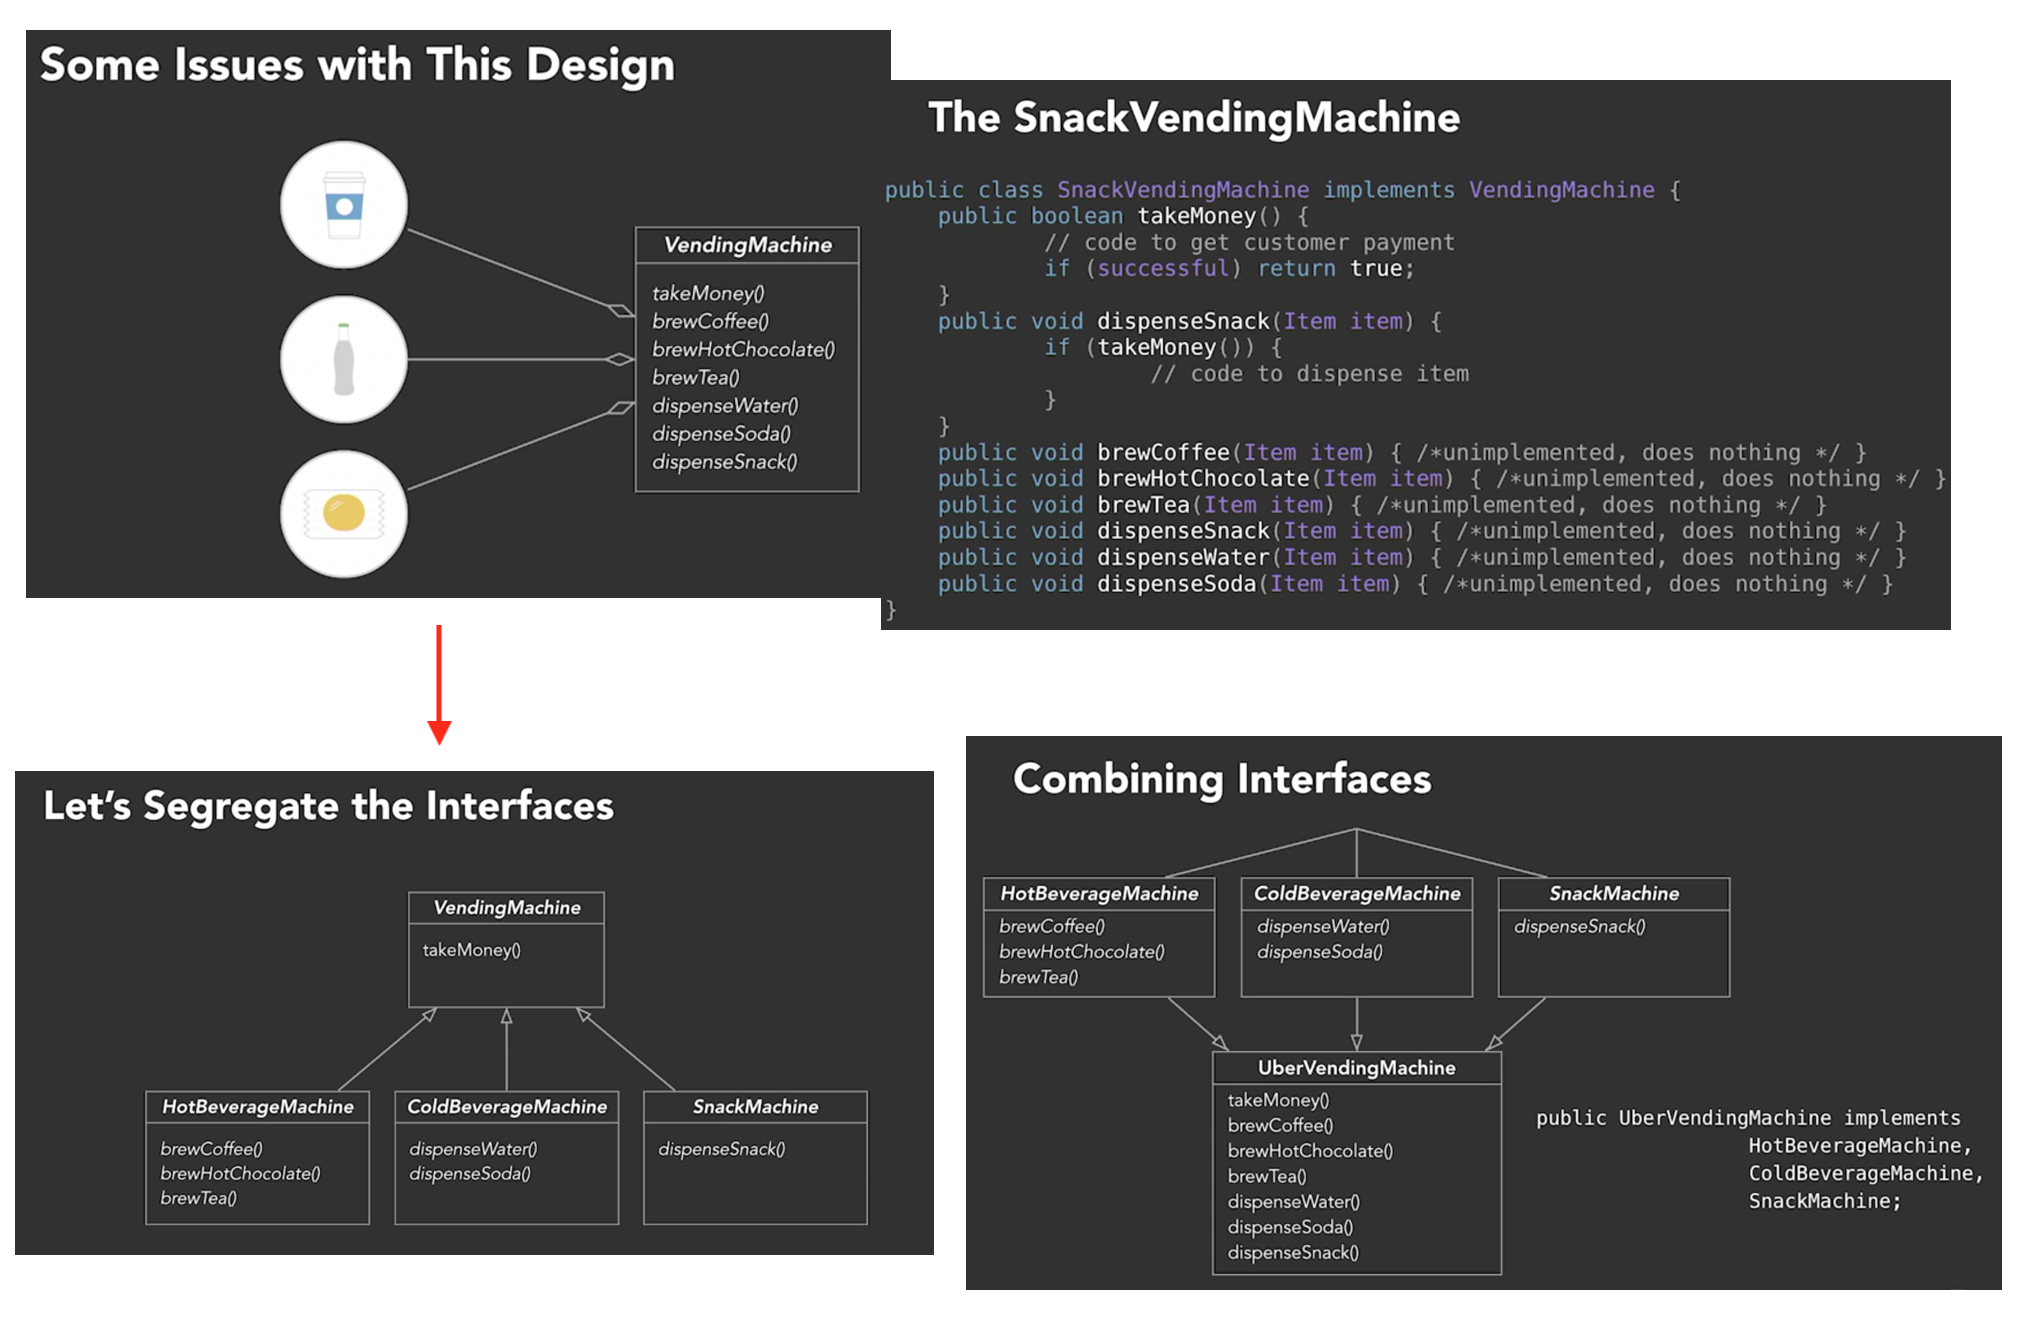 Some Issues with This Design
VendingMachine
takeMoney()
brewCoffee()
brewHotChocolate()
brewTea()
dispenseWater()
dispenseSoda()
dispenseSnack()
The SnackVendingMachine
public class SnackVendingMachine implements VendingMachine {
public boolean takeMoney() {
// code to get customer payment
if (successful) return true;
}
public void dispenseSnack(Item item) {
if (takeMoney()) {
// code to dispense item
}
}
public void brewCoffee(Item item) { /*unimplemented, does nothing */ }
public void brewHotChocolate(Item item) { /*unimplemented, does nothing */ }
public void brewTea(Item item) { /*unimplemented, does nothing */ }
public void dispenseSnack(Item item) { /*unimplemented, does nothing */ }
public void dispenseWater(Item item) { /*unimplemented, does nothing */ }
public void dispenseSoda(Item item) { /*unimplemented, does nothing */ }
}
Let's Segregate the Interfaces
VendingMachine
takeMoney()
HotBeverageMachine
brewCoffee()
brewHotChocolate()
brewTea()
ColdBeverageMachine
dispenseWater()
dispenseSoda()
SnackMachine
dispenseSnack()
Combining Interfaces
HotBeverageMachine
brewCoffee()
brewHotChocolate()
brewTea()
ColdBeverageMachine
dispenseWater()
dispenseSoda()
SnackMachine
dispenseSnack()
UberVendingMachine
takeMoney()
brewCoffee()
brewHotChocolate()
brewTea()
dispenseWater()
dispenseSoda()
dispenseSnack()
public UberVendingMachine implements
HotBeverageMachine,
ColdBeverageMachine,
SnackMachine;